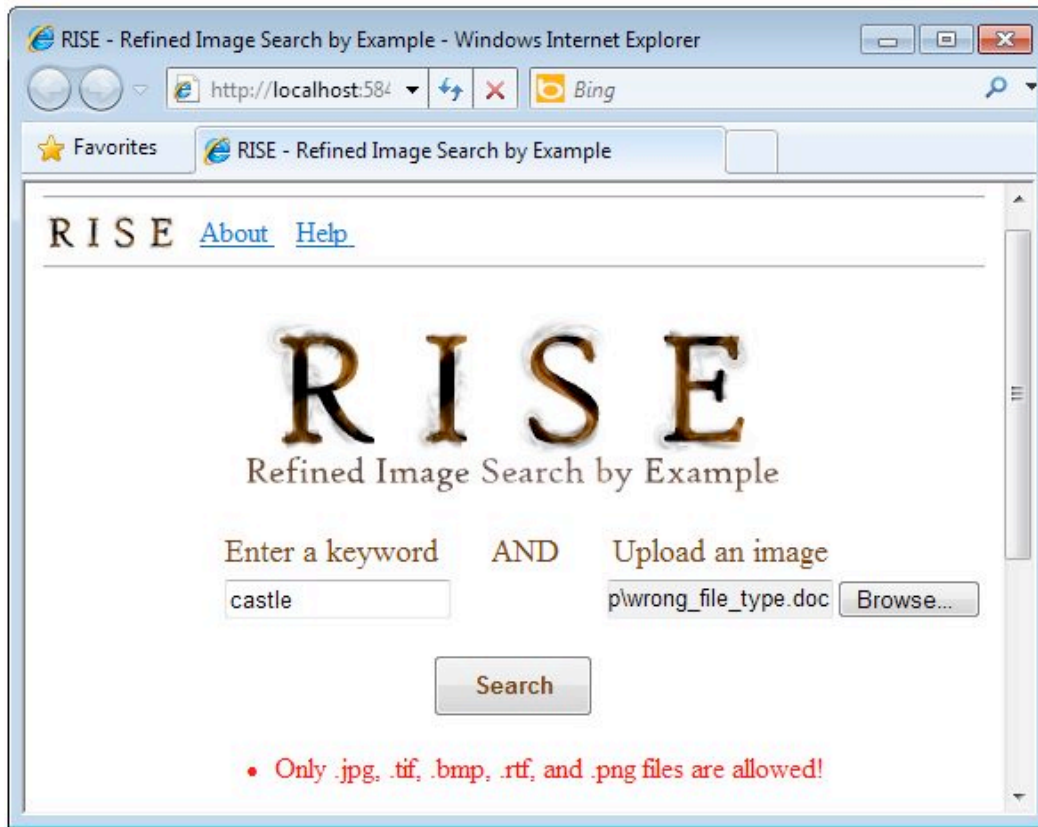 RISE - Refined Image Search by Example - Windows Internet Explorer
http://localhost:584 Bing
Favorites RISE - Refined Image Search by Example
R I S E About Help
R I S E
Refined Image Search by Example
Enter a keyword AND Upload an image
castle p\wrong_file_type.doc Browse...
Search
• Only .jpg, .tif, .bmp, .rtf, and .png files are allowed!